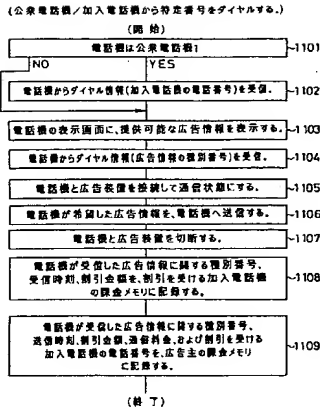 (公衆電話機/加入電話機から特定番号をダイヤルする。)
(開 始)
電話機は公衆電話機?
1101
NO
YES
電話機からダイヤル情報(加入電話機の電話番号)を受信。
1102
電話機の表示画面に、提供可能な広告情報を表示する。
1103
電話機からダイヤル情報(広告情報の種別番号)を受信。
1104
電話機と広告装置を接続して通信状態にする。
1105
電話機が希望した広告情報を、電話機へ送信する。
1106
電話機と広告装置を切断する。
1107
電話機が受信した広告情報に関する種別番号、
受信時刻、割引金額を、割引を受ける加入電話機
の課金メモリに記録する。
1108
電話機が受信した広告情報に関する種別番号、
送信時刻、割引金額、通信料金、および割引を受ける
加入電話機の電話番号を、広告主の課金メモリ
に記録する。
1109
(終 了)